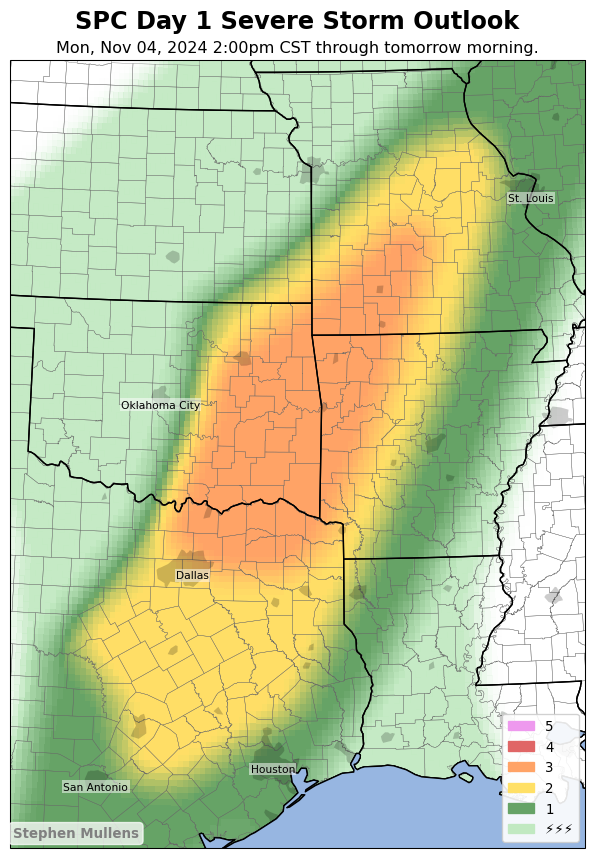 SPC Day 1 Severe Storm Outlook
Mon, Nov 04, 2024 2:00pm CST through tomorrow morning.
St. Louis
Oklahoma City
Dallas
Houston
San Antonio
5
4
3
2
1
⚡⚡⚡
Stephen Mullens